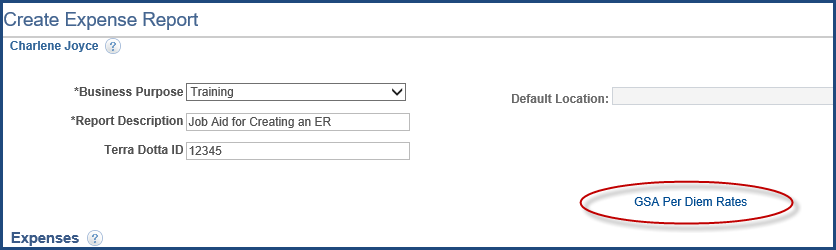 Create Expense Report
Charlene Joyce ?
*Business Purpose Training
Default Location:
*Report Description Job Aid for Creating an ER
Terra Dotta ID 12345
GSA Per Diem Rates
Expenses ?